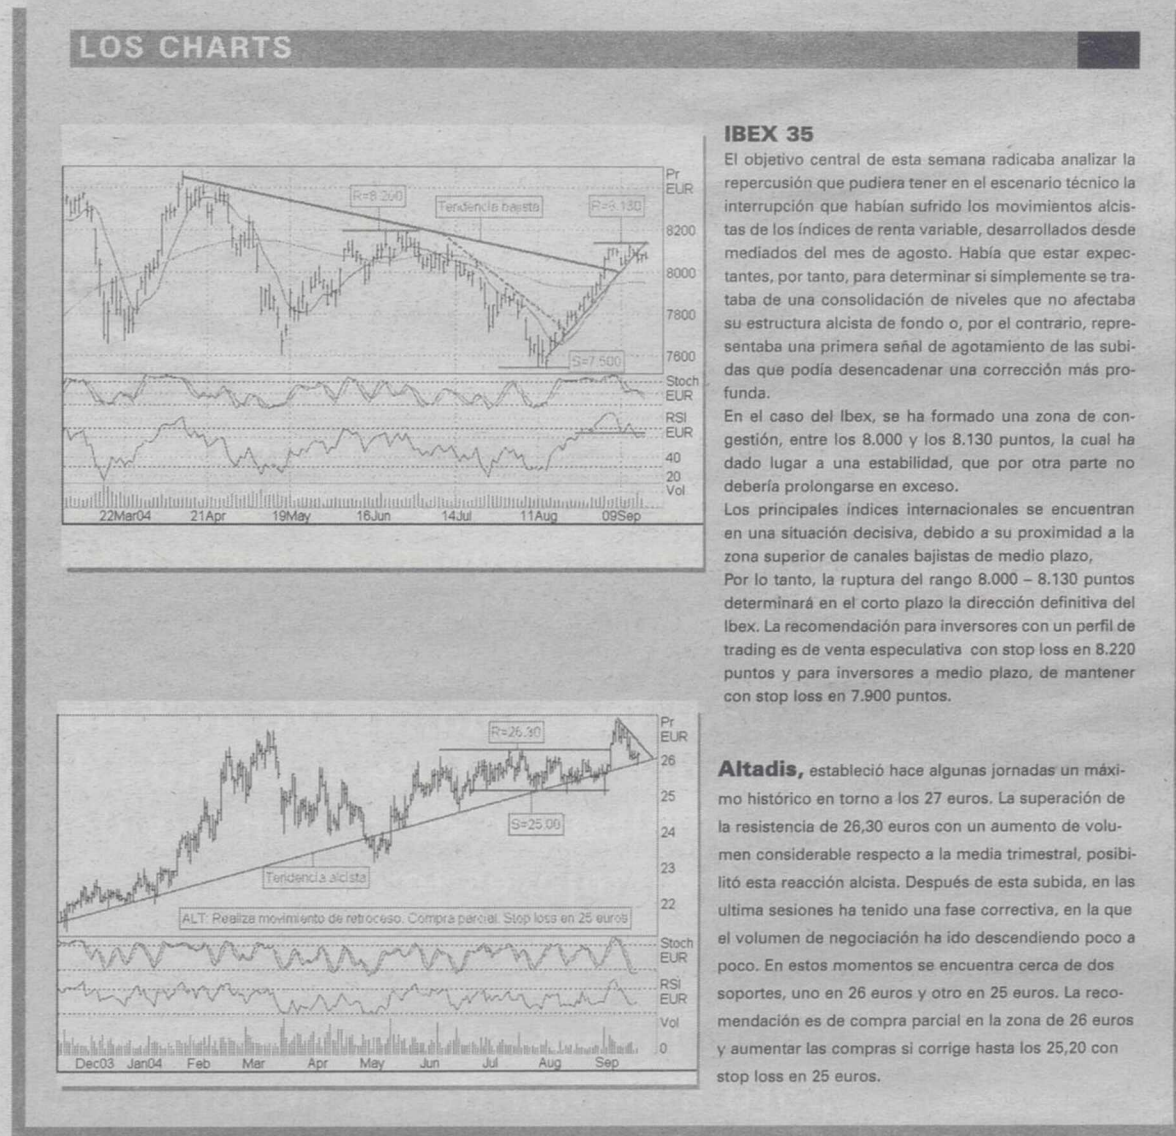 LOS CHARTS
Pr
EUR
R=8.200
Tendencia bajista
R=8.130
8200
8000
7800
7600
S=7.500
Stoch
EUR
RSI
EUR
40
20
Vol
22Mar04 21Apr 19May 16Jun 14Jul 11Aug 09Sep
IBEX 35
El objetivo central de esta semana radicaba analizar la
repercusión que pudiera tener en el escenario técnico la
interrupción que habían sufrido los movimientos alcis-
tas de los índices de renta variable, desarrollados desde
mediados del mes de agosto. Había que estar expec-
tantes, por tanto, para determinar si simplemente se tra-
taba de una consolidación de niveles que no afectaba
su estructura alcista de fondo o, por el contrario, repre-
sentaba una primera señal de agotamiento de las subi-
das que podía desencadenar una corrección más pro-
funda.
En el caso del Ibex, se ha formado una zona de con-
gestión, entre los 8.000 y los 8.130 puntos, la cual ha
dado lugar a una estabilidad, que por otra parte no
debería prolongarse en exceso.
Los principales índices internacionales se encuentran
en una situación decisiva, debido a su proximidad a la
zona superior de canales bajistas de medio plazo,
Por lo tanto, la ruptura del rango 8.000 – 8.130 puntos
determinará en el corto plazo la dirección definitiva del
Ibex. La recomendación para inversores con un perfil de
trading es de venta especulativa con stop loss en 8.220
puntos y para inversores a medio plazo, de mantener
con stop loss en 7.900 puntos.
Pr
EUR
R=26.30
26
25
24
23
22
S=25.00
Tendencia alcista
ALT: Realiza movimiento de retroceso. Compra parcial. Stop loss en 25 euros
Stoch
EUR
RSI
EUR
Vol
0
Dec03 Jan04 Feb Mar Apr May Jun Jul Aug Sep
Altadis, estableció hace algunas jornadas un máxi-
mo histórico en torno a los 27 euros. La superación de
la resistencia de 26,30 euros con un aumento de volu-
men considerable respecto a la media trimestral, posibi-
litó esta reacción alcista. Después de esta subida, en las
ultima sesiones ha tenido una fase correctiva, en la que
el volumen de negociación ha ido descendiendo poco a
poco. En estos momentos se encuentra cerca de dos
soportes, uno en 26 euros y otro en 25 euros. La reco-
mendación es de compra parcial en la zona de 26 euros
y aumentar las compras si corrige hasta los 25,20 con
stop loss en 25 euros.